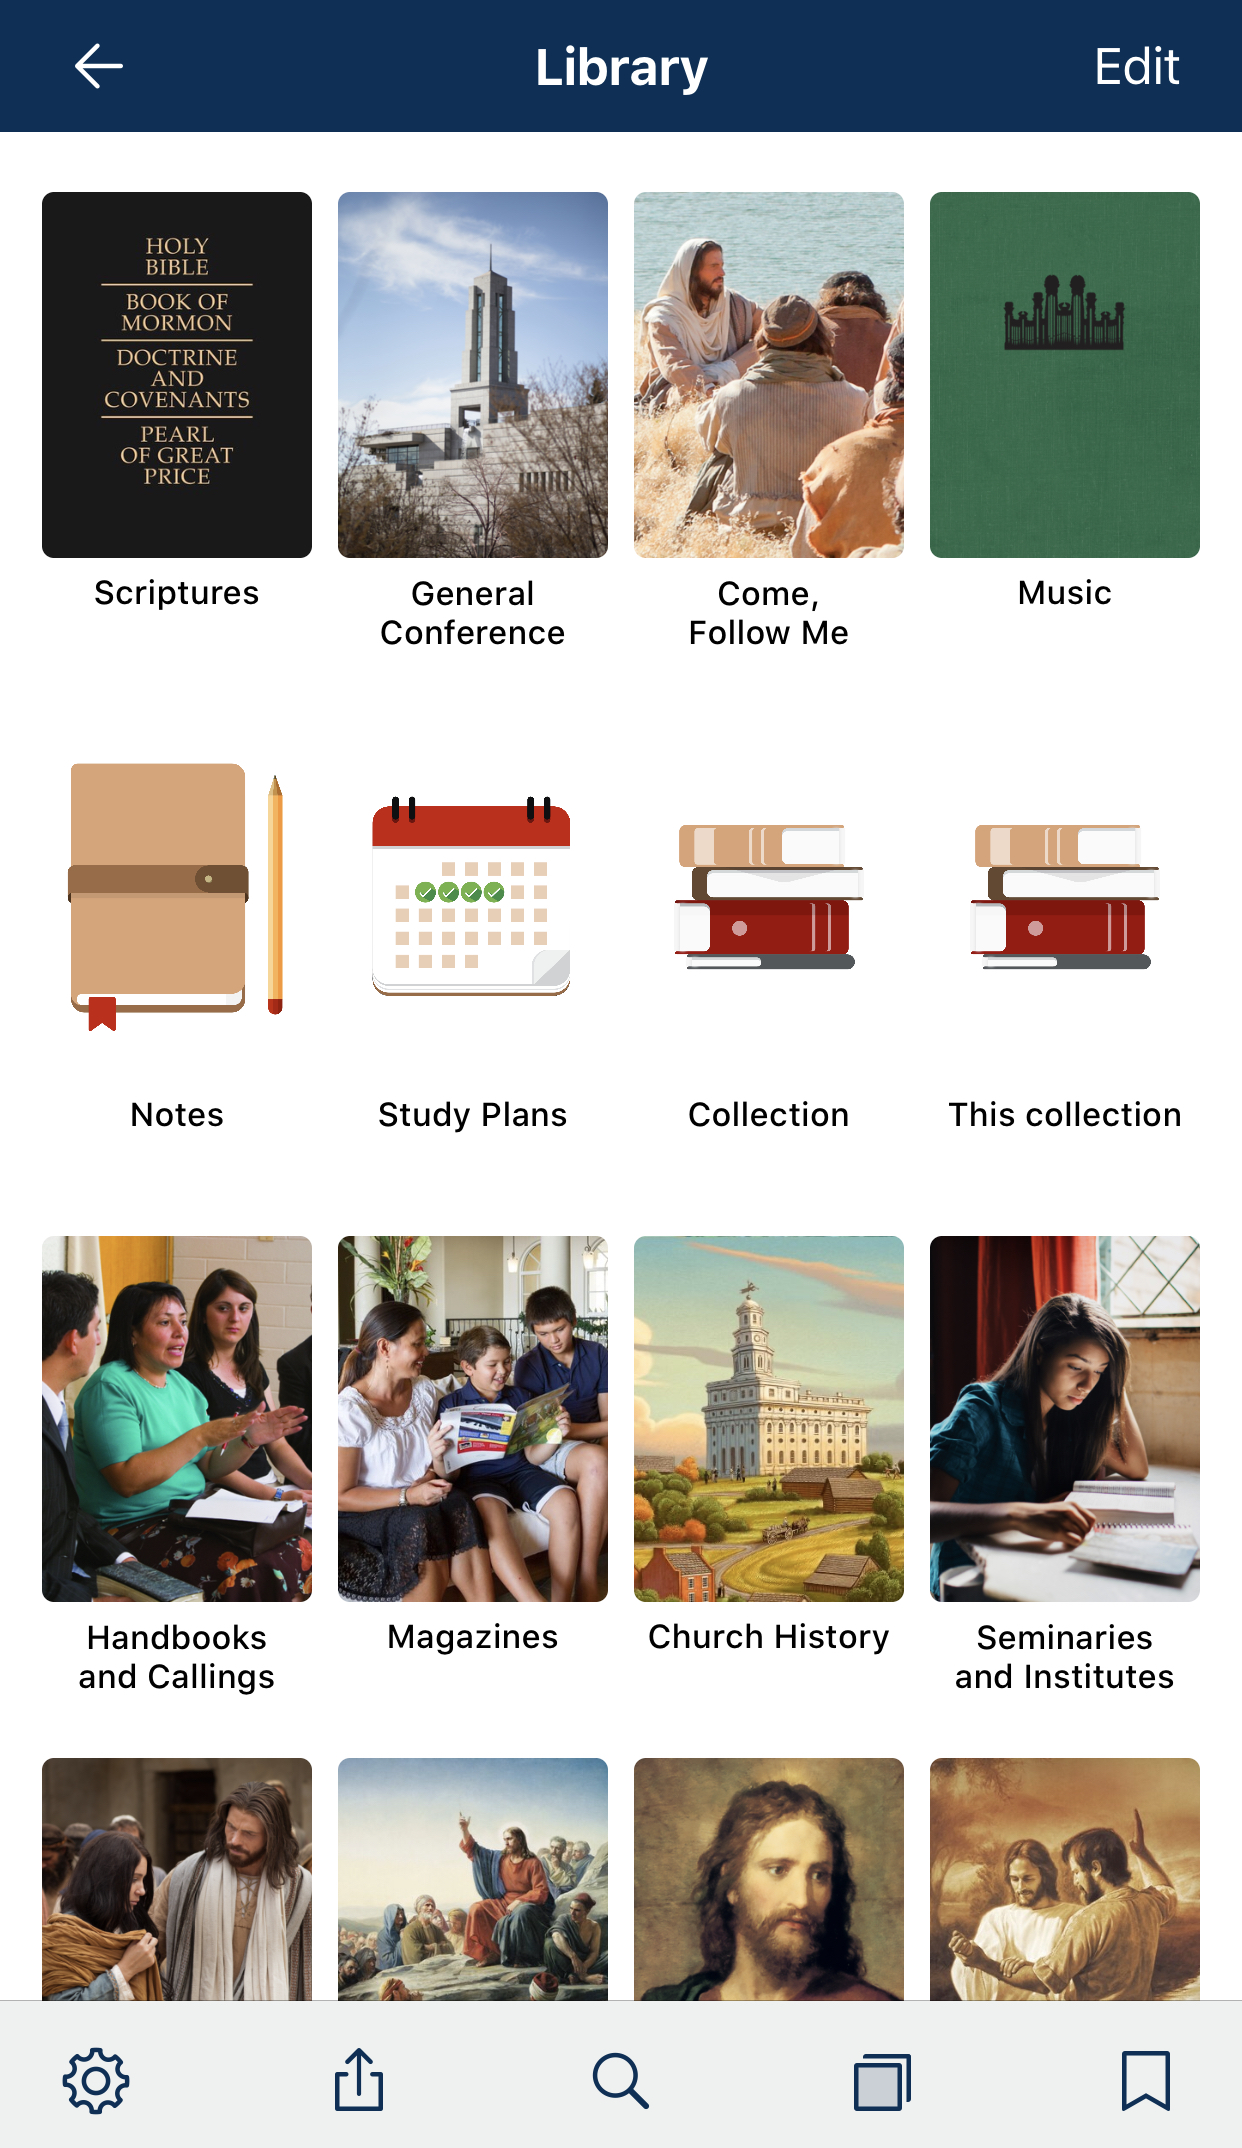 Library
Edit
HOLY
BIBLE
BOOK OF
MORMON
DOCTRINE
AND
COVENANTS
PEARL
OF GREAT
PRICE
Scriptures
General
Conference
Come,
Follow Me
Music
Notes
Study Plans
Collection
This collection
Handbooks
and Callings
Magazines
Church History
Seminaries
and Institutes